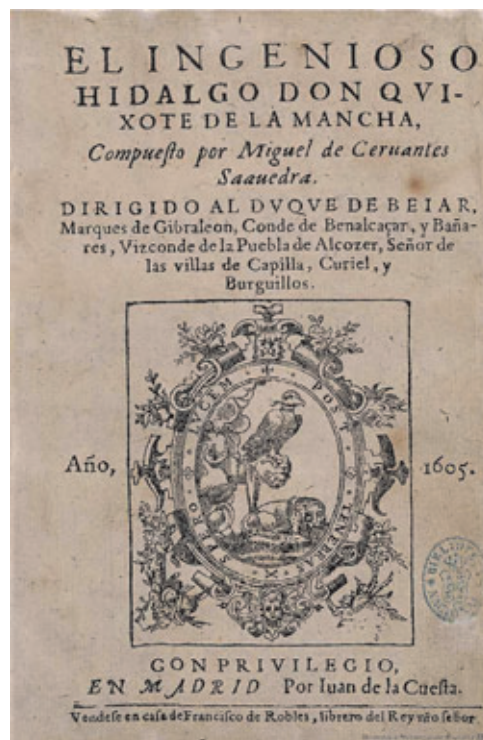 EL INGENIOSO
HIDALGO DON QVI-
XOTE DE LA MANCHA,
Compuesto por Miguel de Ceruantes
Saauedra.
DIRIGIDO AL DVQVE DE BEIAR,
Marques de Gibraleon, Conde de Benalcaçar, y Baña-
res, Vizconde de la Puebla de Alcozer, Señor de
las villas de Capilla, Curiel, y
Burguillos.
SPERO LVCEM POST TENEBRAS
Año, 1605.
CON PRIVILEGIO,
EN MADRID Por Iuan de la Cuesta.
Vendese en casa de Francisco de Robles, librero del Rey nro señor